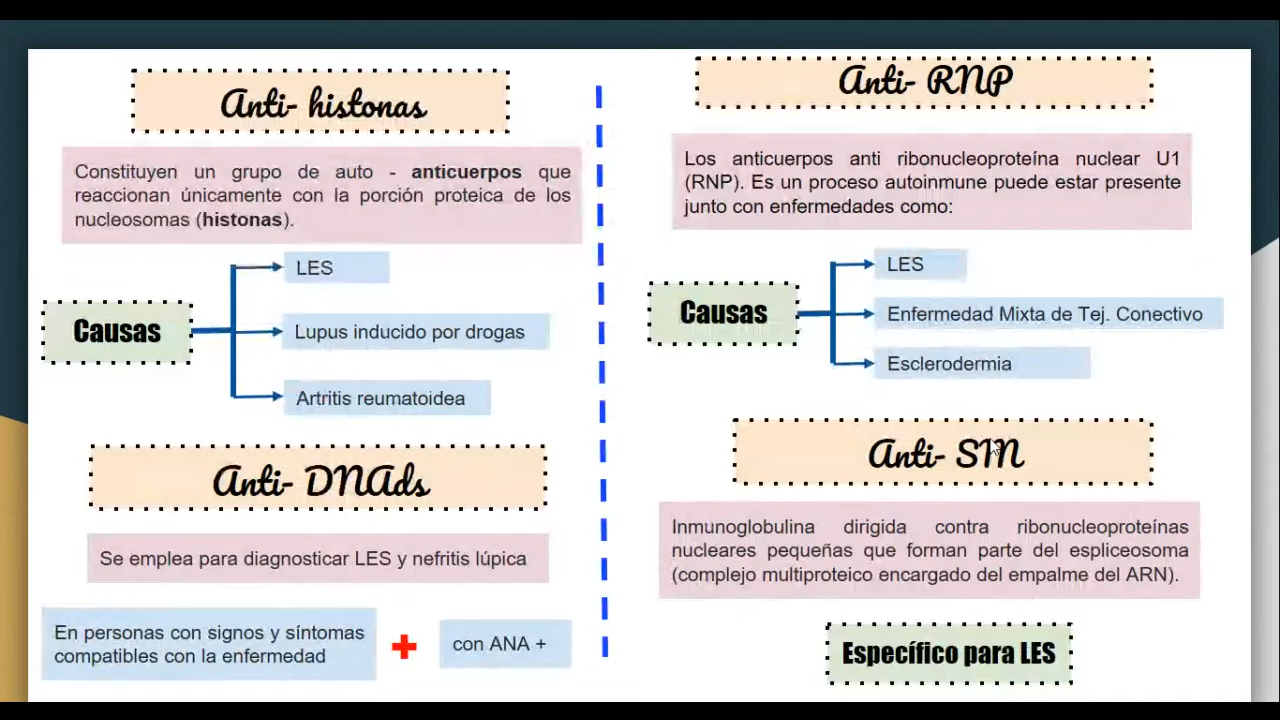 Anti- histonas
Constituyen un grupo de auto - anticuerpos que
reaccionan únicamente con la porción proteica de los
nucleosomas (histonas).
Causas
LES
Lupus inducido por drogas
Artritis reumatoidea
Anti- DNAds
Se emplea para diagnosticar LES y nefritis lúpica
En personas con signos y síntomas
compatibles con la enfermedad
con ANA +
Anti- RNP
Los anticuerpos anti ribonucleoproteína nuclear U1
(RNP). Es un proceso autoinmune puede estar presente
junto con enfermedades como:
Causas
LES
Enfermedad Mixta de Tej. Conectivo
Esclerodermia
Anti- SM
Inmunoglobulina dirigida contra ribonucleoproteínas
nucleares pequeñas que forman parte del espliceosoma
(complejo multiproteico encargado del empalme del ARN).
Específico para LES